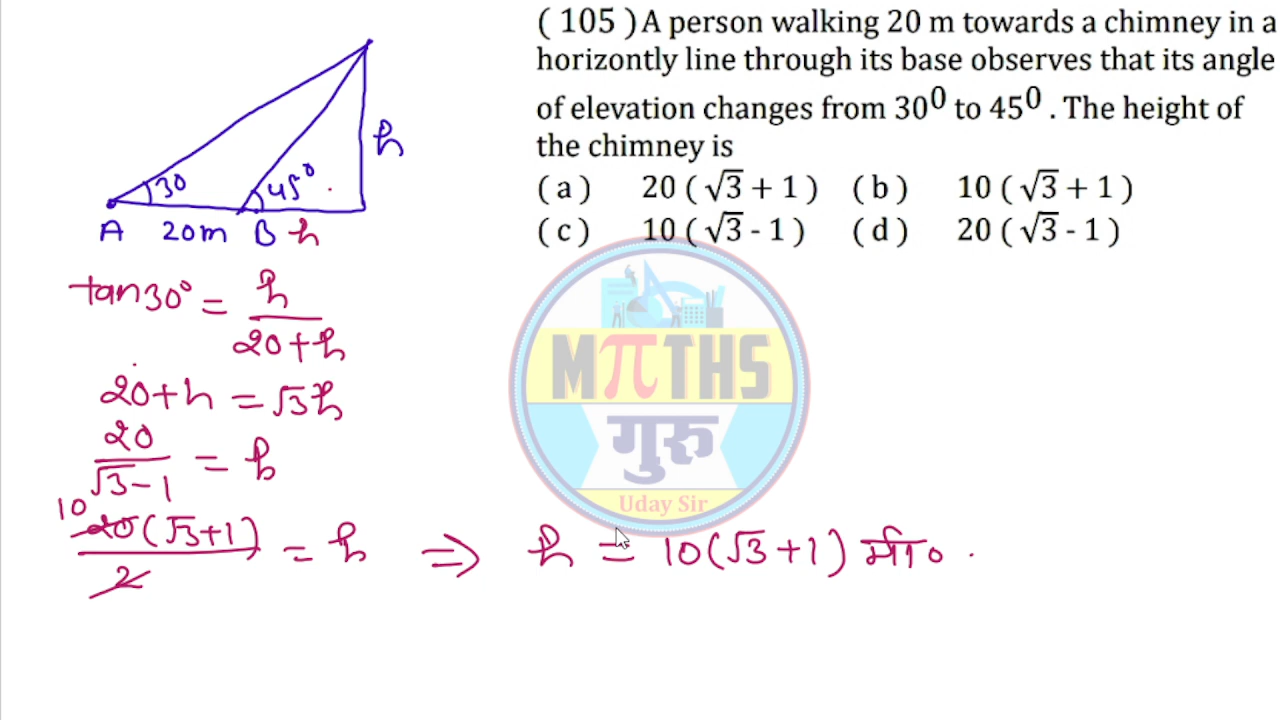 ( 105 ) A person walking 20 m towards a chimney in a
horizontly line through its base observes that its angle
of elevation changes from 30⁰ to 45⁰ . The height of
the chimney is
( a ) 20 ( √3 + 1 ) ( b ) 10 ( √3 + 1 )
( c ) 10 ( √3 - 1 ) ( d ) 20 ( √3 - 1 )
h
30 45°
A 20m B h
tan30° = h / 20+h
20+h = √3h
20 / √3-1 = h
10 20(√3+1) / 2 = h ⇒ h = 10(√3+1) मी०
MπTHS
गुरु
Uday Sir